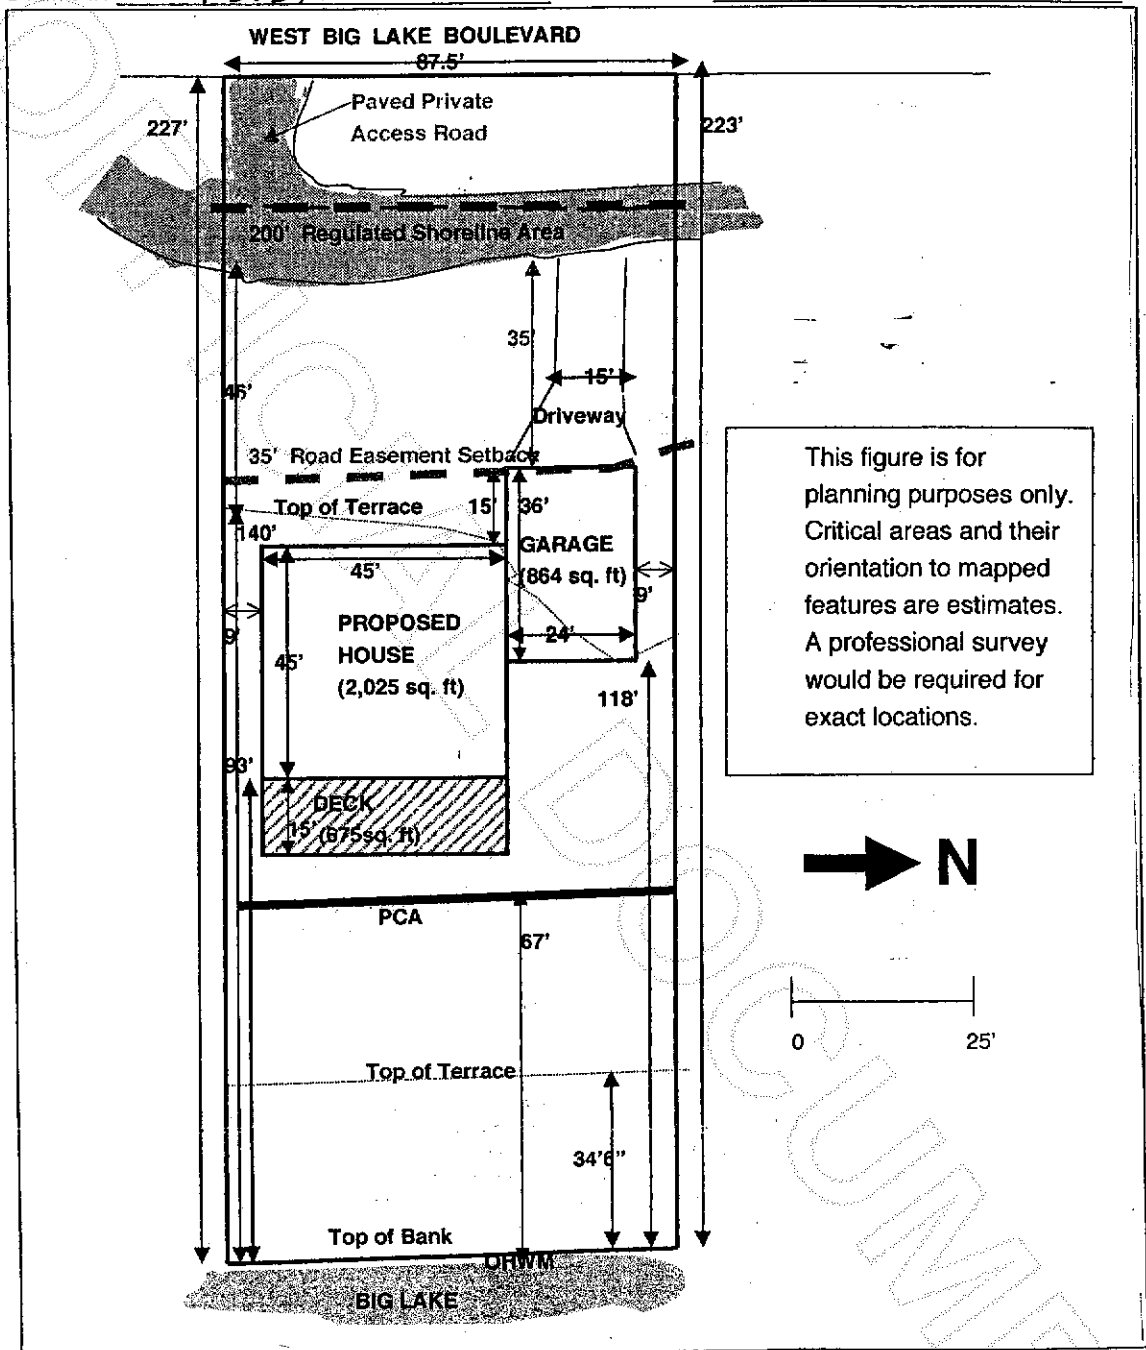 WEST BIG LAKE BOULEVARD
87.5'
Paved Private
Access Road
227'
223'
200' Regulated Shoreline Area
35'
46'
15'
Driveway
35' Road Easement Setback
Top of Terrace
15'
36'
140'
GARAGE
(864 sq. ft)
45'
9'
9'
PROPOSED
HOUSE
(2,025 sq. ft)
45'
24'
118'
93'
DECK
15'
(675sq. ft)
PCA
67'
Top of Terrace
34'6"
Top of Bank
OHWM
BIG LAKE
This figure is for
planning purposes only.
Critical areas and their
orientation to mapped
features are estimates.
A professional survey
would be required for
exact locations.
N
0
25'
DOCUME